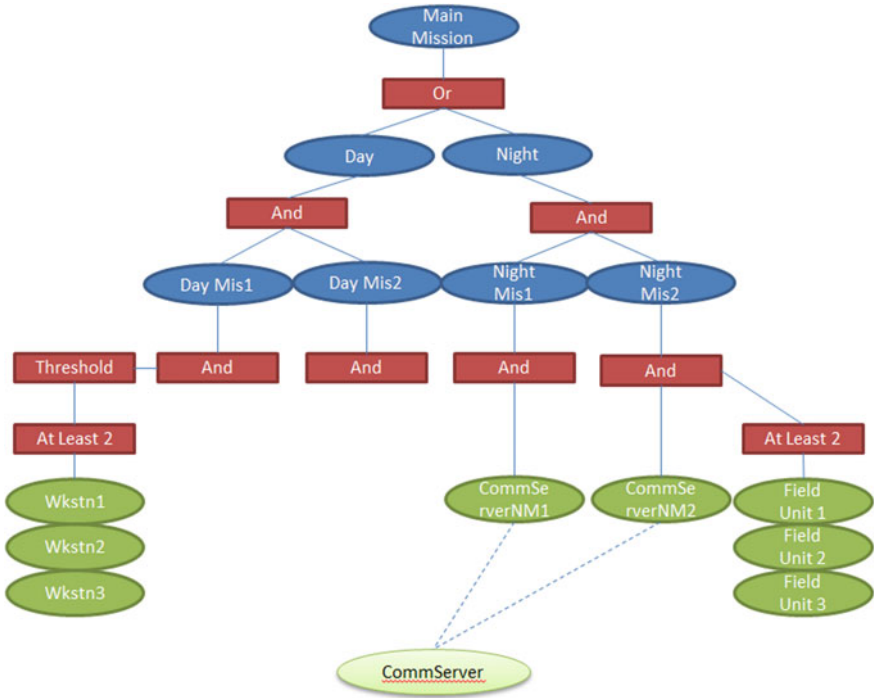 Main
Mission
Or
Day
Night
And
And
Day Mis1
Day Mis2
Night
Mis1
Night
Mis2
Threshold
And
And
And
And
At Least 2
At Least 2
Wkstn1
CommSe
rverNM1
CommSe
rverNM2
Field
Unit 1
Wkstn2
Field
Unit 2
Wkstn3
Field
Unit 3
CommServer